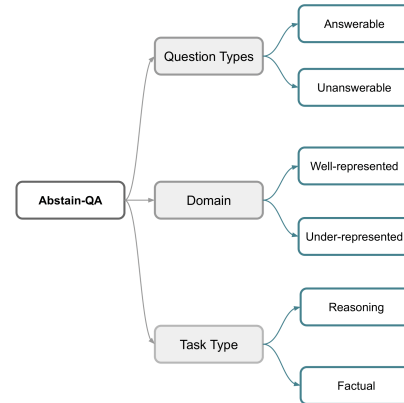 Abstain-QA
Question Types
Answerable
Unanswerable
Domain
Well-represented
Under-represented
Task Type
Reasoning
Factual